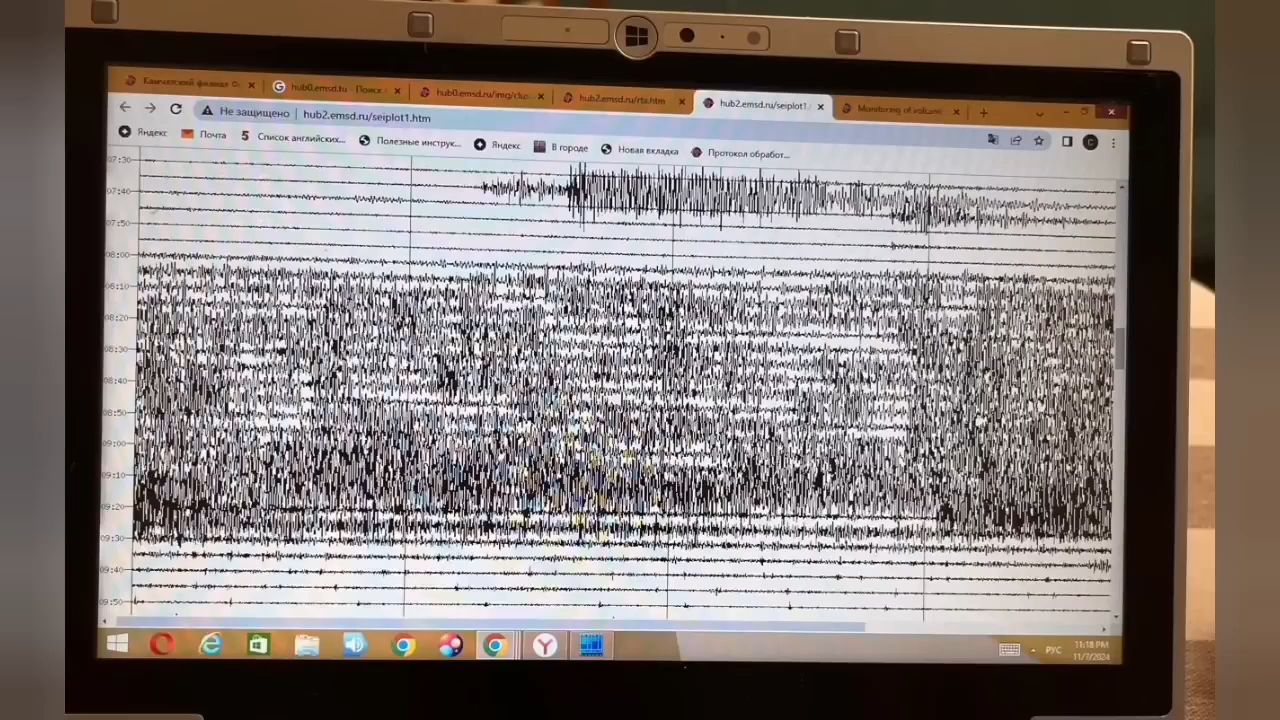 Камчатский филиал Ф
hub0.emsd.ru - Поиск
hub0.emsd.ru/img/clus
hub2.emsd.ru/rtx.htm
hub2.emsd.ru/seiplot1.
Monitoring of volcanic
Не защищено
hub2.emsd.ru/seiplot1.htm
Яндекс
Почта
Список английских...
Полезные инструк...
Яндекс
В городе
Новая вкладка
Протокол обработ...
07:30
07:40
07:50
08:00
08:10
08:20
08:30
08:40
08:50
09:00
09:10
09:20
09:30
09:40
09:50
РУС
11:18 PM
11/7/2024